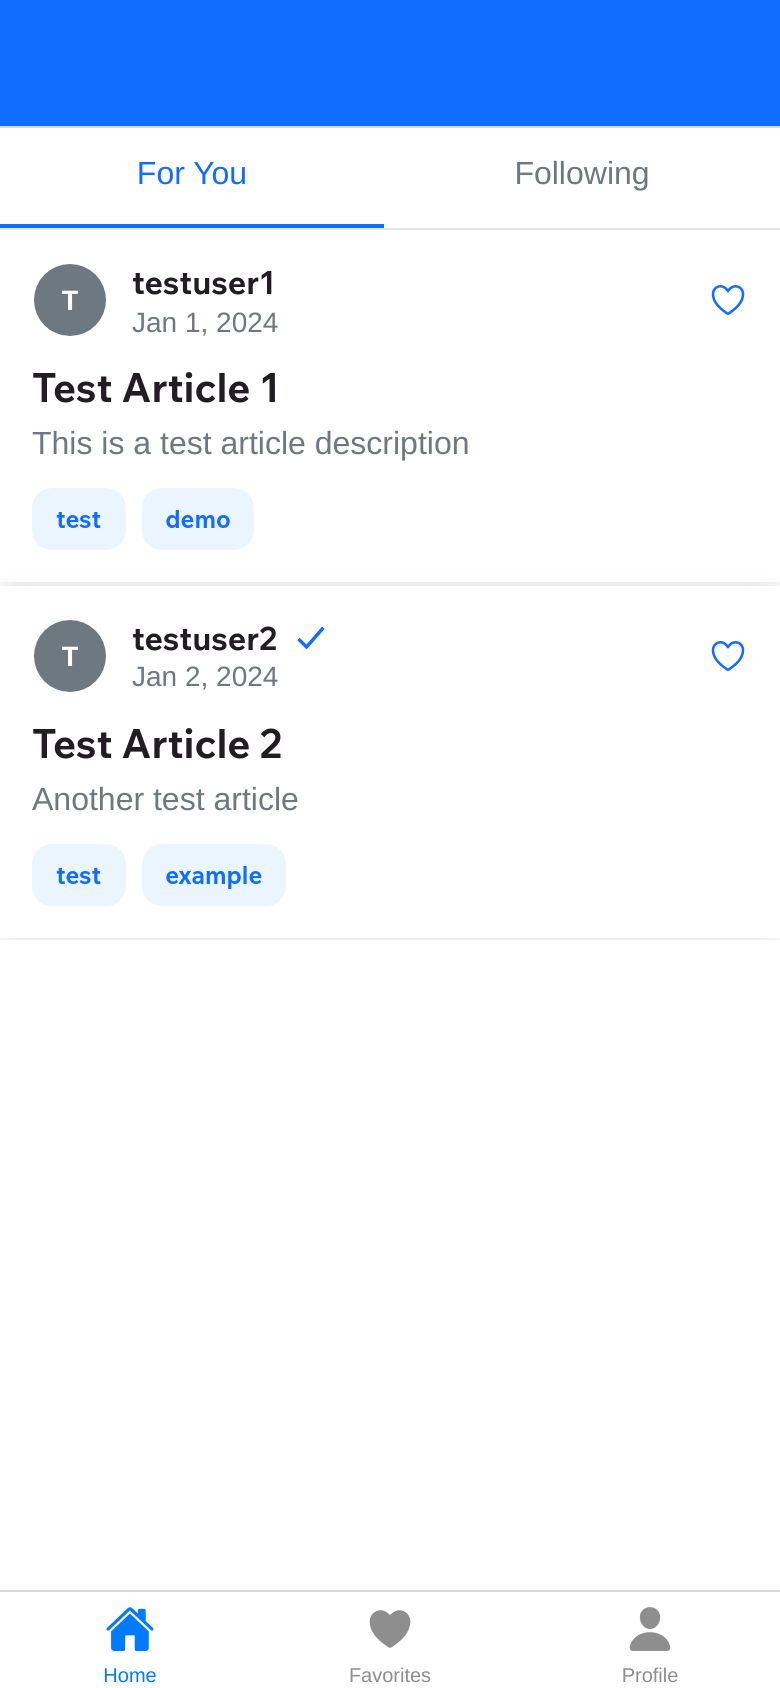 For You
Following
T
testuser1
Jan 1, 2024
Test Article 1
This is a test article description
test
demo
T
testuser2
Jan 2, 2024
Test Article 2
Another test article
test
example
Home
Favorites
Profile